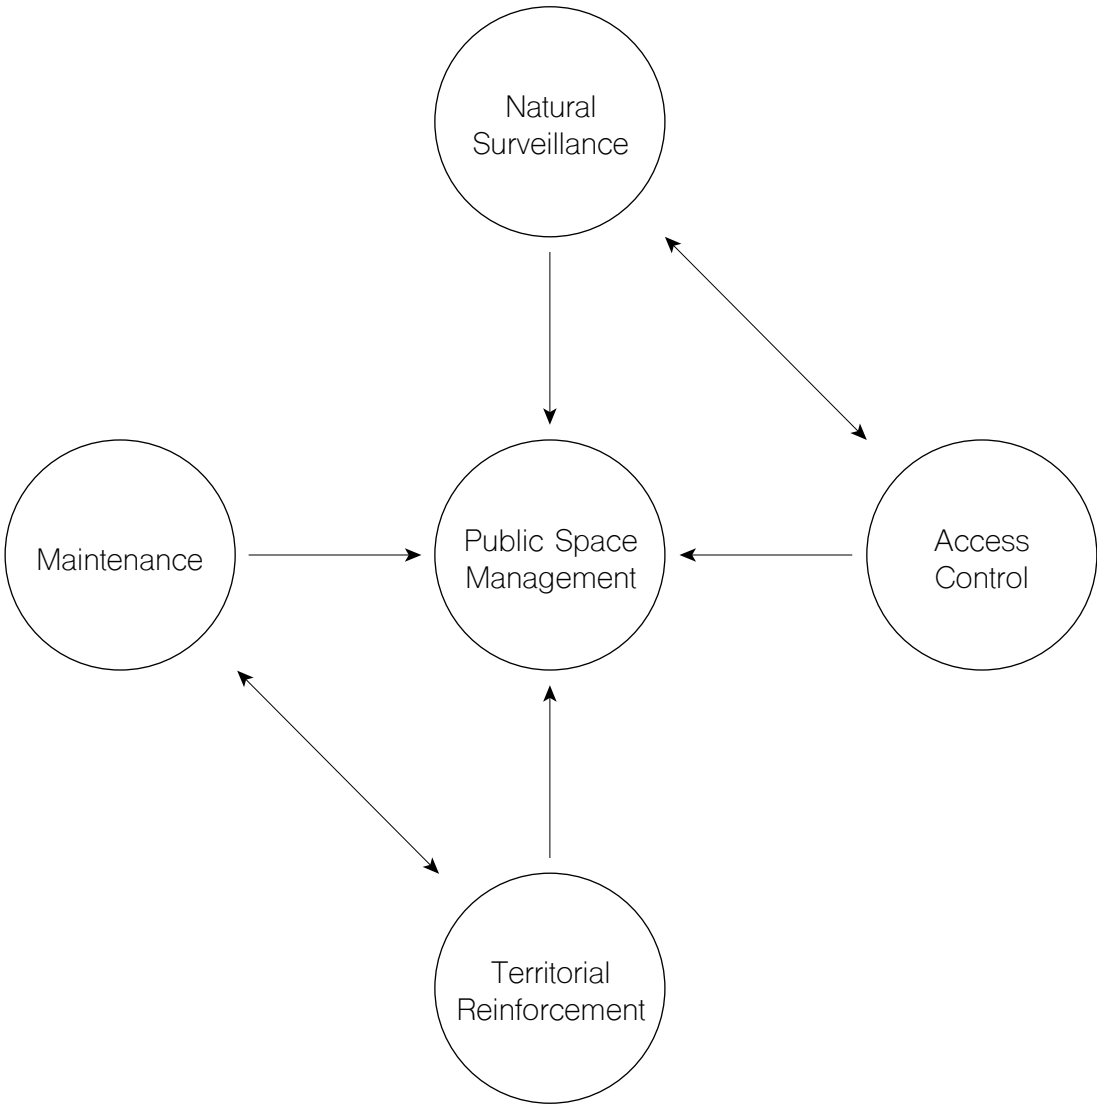 Natural
Surveillance
Maintenance
Public Space
Management
Access
Control
Territorial
Reinforcement